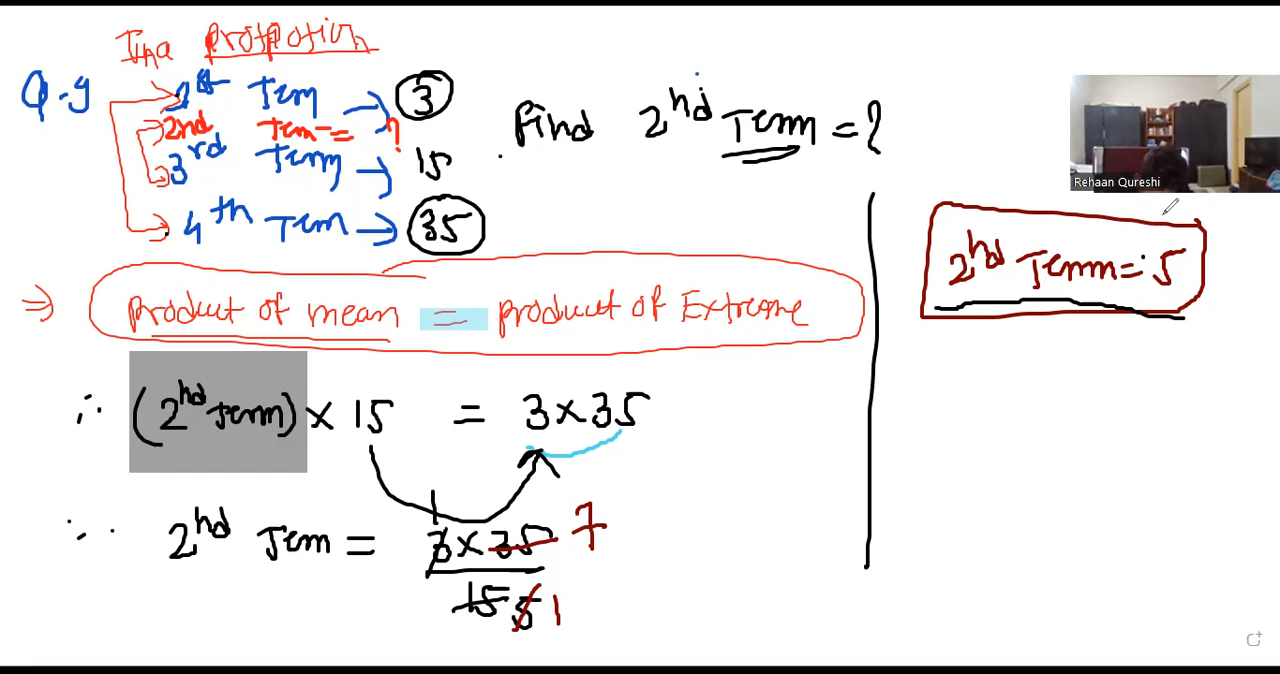 In a proportion
Q.9 1st Term → 3 Find 2nd Term = ?
2nd Term = ?
3rd Term → 15
4th Term → 35
Rehaan Qureshi
2nd Term = 5
⇒ product of mean = product of Extreme
∴ (2nd Term) × 15 = 3 × 35
∵ 2nd Term = 3 × 35 / 15
1 7
5 1